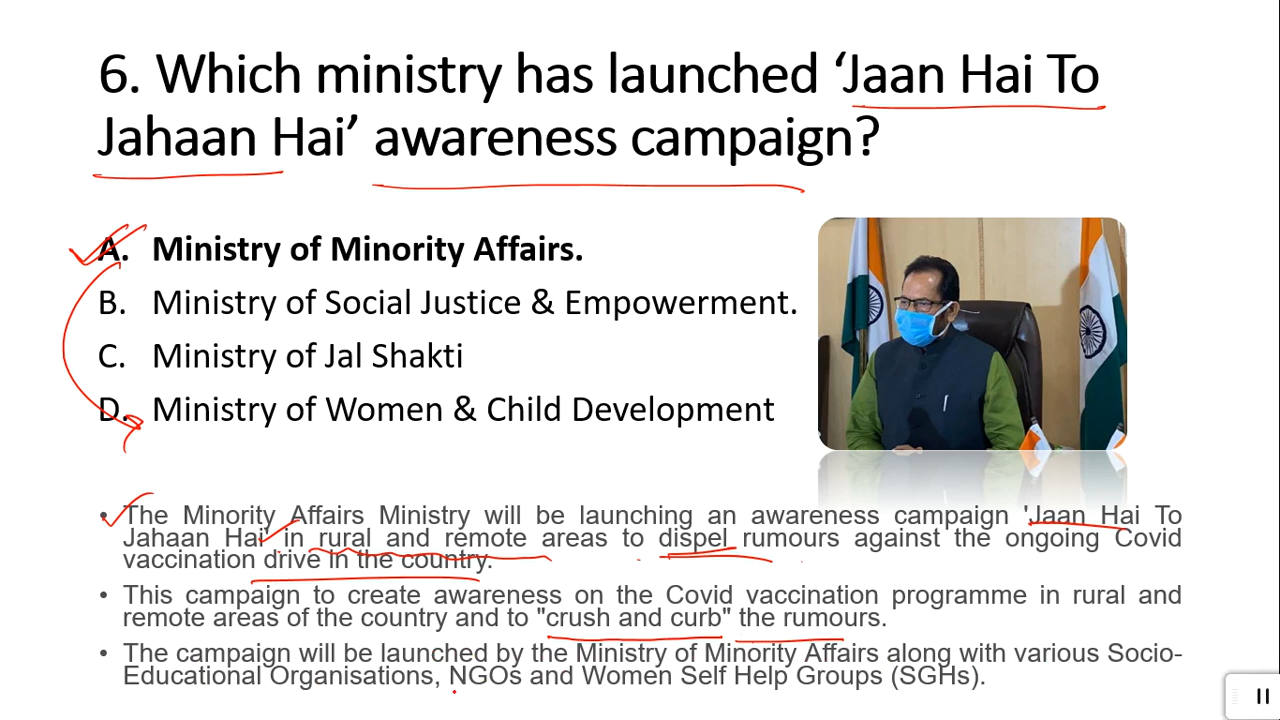 6. Which ministry has launched ‘Jaan Hai To
Jahaan Hai’ awareness campaign?
A. Ministry of Minority Affairs.
B. Ministry of Social Justice & Empowerment.
C. Ministry of Jal Shakti
D. Ministry of Women & Child Development
• The Minority Affairs Ministry will be launching an awareness campaign 'Jaan Hai To
Jahaan Hai' in rural and remote areas to dispel rumours against the ongoing Covid
vaccination drive in the country.
• This campaign to create awareness on the Covid vaccination programme in rural and
remote areas of the country and to "crush and curb" the rumours.
• The campaign will be launched by the Ministry of Minority Affairs along with various Socio-
Educational Organisations, NGOs and Women Self Help Groups (SGHs).